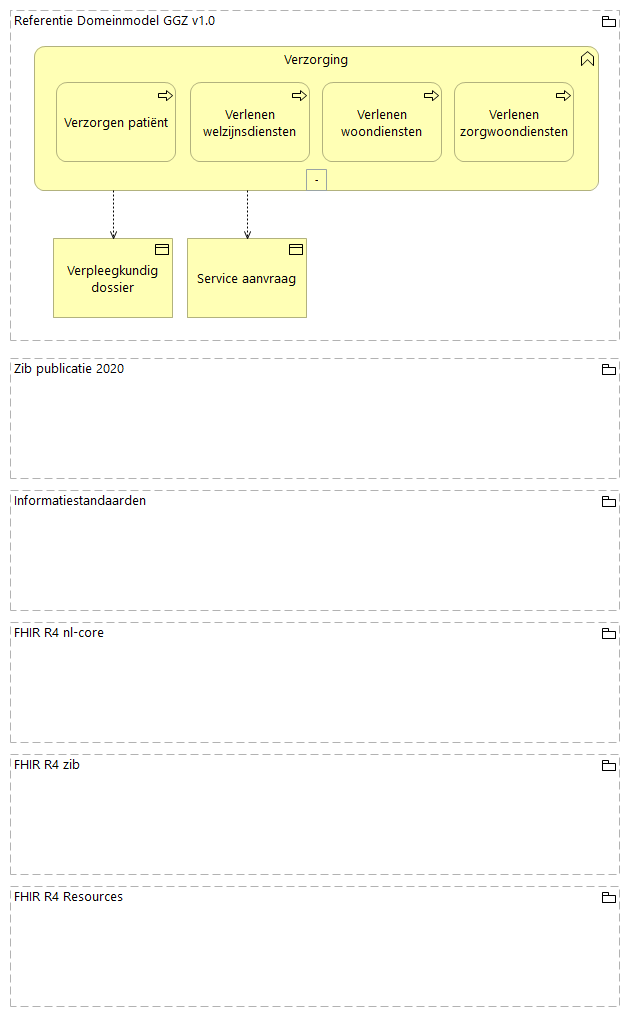 Referentie Domeinmodel GGZ v1.0
Verzorging
Verzorgen patiënt
Verlenen
welzijnsdiensten
Verlenen
woondiensten
Verlenen
zorgwoondiensten
-
Verpleegkundig
dossier
Service aanvraag
Zib publicatie 2020
Informatiestandaarden
FHIR R4 nl-core
FHIR R4 zib
FHIR R4 Resources